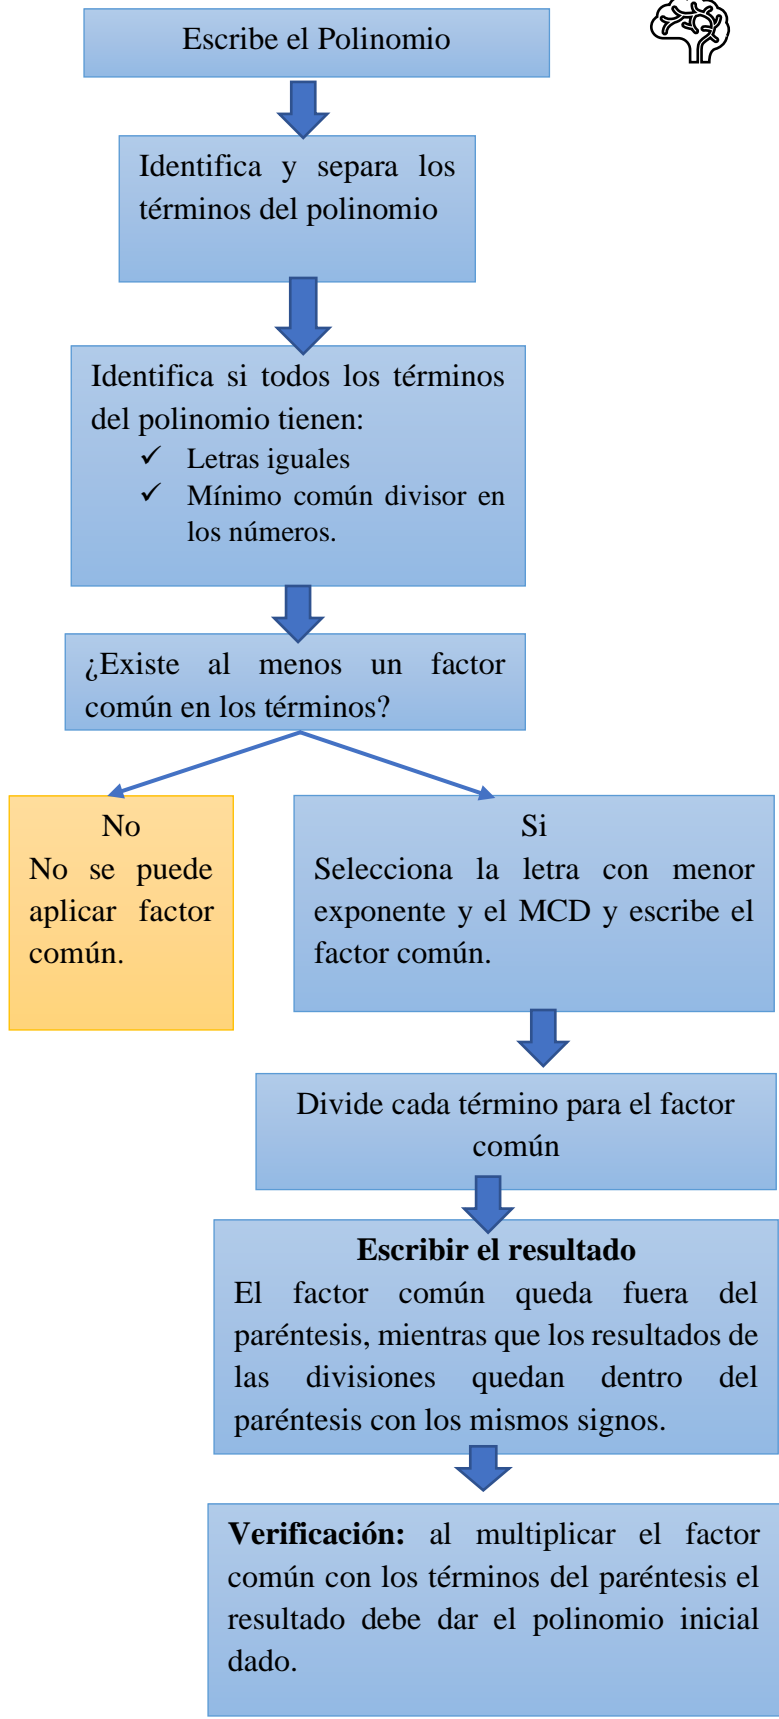 Escribe el Polinomio
Identifica y separa los
términos del polinomio
Identifica si todos los términos
del polinomio tienen:
✓ Letras iguales
✓ Mínimo común divisor en
los números.
¿Existe al menos un factor
común en los términos?
No
No se puede
aplicar factor
común.
Si
Selecciona la letra con menor
exponente y el MCD y escribe el
factor común.
Divide cada término para el factor
común
Escribir el resultado
El factor común queda fuera del
paréntesis, mientras que los resultados de
las divisiones quedan dentro del
paréntesis con los mismos signos.
Verificación: al multiplicar el factor
común con los términos del paréntesis el
resultado debe dar el polinomio inicial
dado.